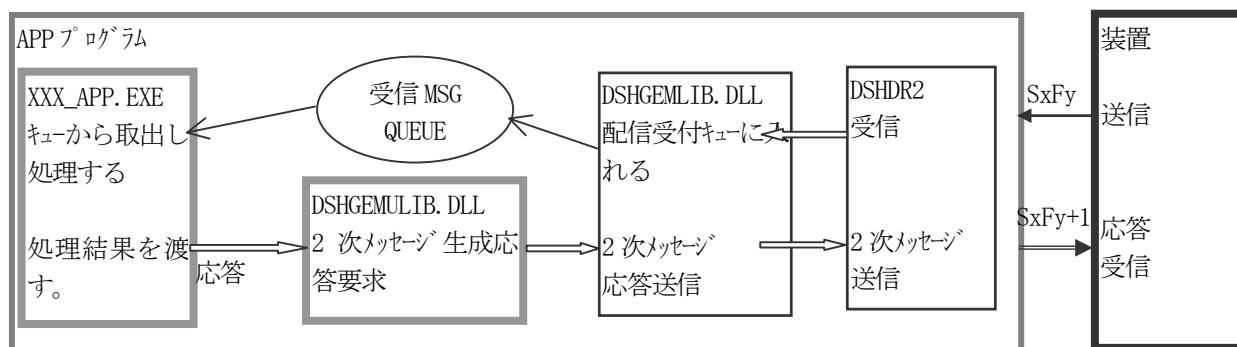 APP ﾌﾟﾛｸﾞﾗﾑ
XXX_APP.EXE
ｷｭｰから取出し
処理する
処理結果を渡
す。
受信 MSG
QUEUE
応答
DSHGEMULIB.DLL
2 次ﾒｯｾｰｼﾞ生成応
答要求
DSHGEMLIB.DLL
配信受付ｷｭｰに入
れる
2 次ﾒｯｾｰｼﾞ
応答送信
DSHDR2
受信
2 次ﾒｯｾｰｼﾞ
送信
SxFy
SxFy+1
装置
送信
応答
受信